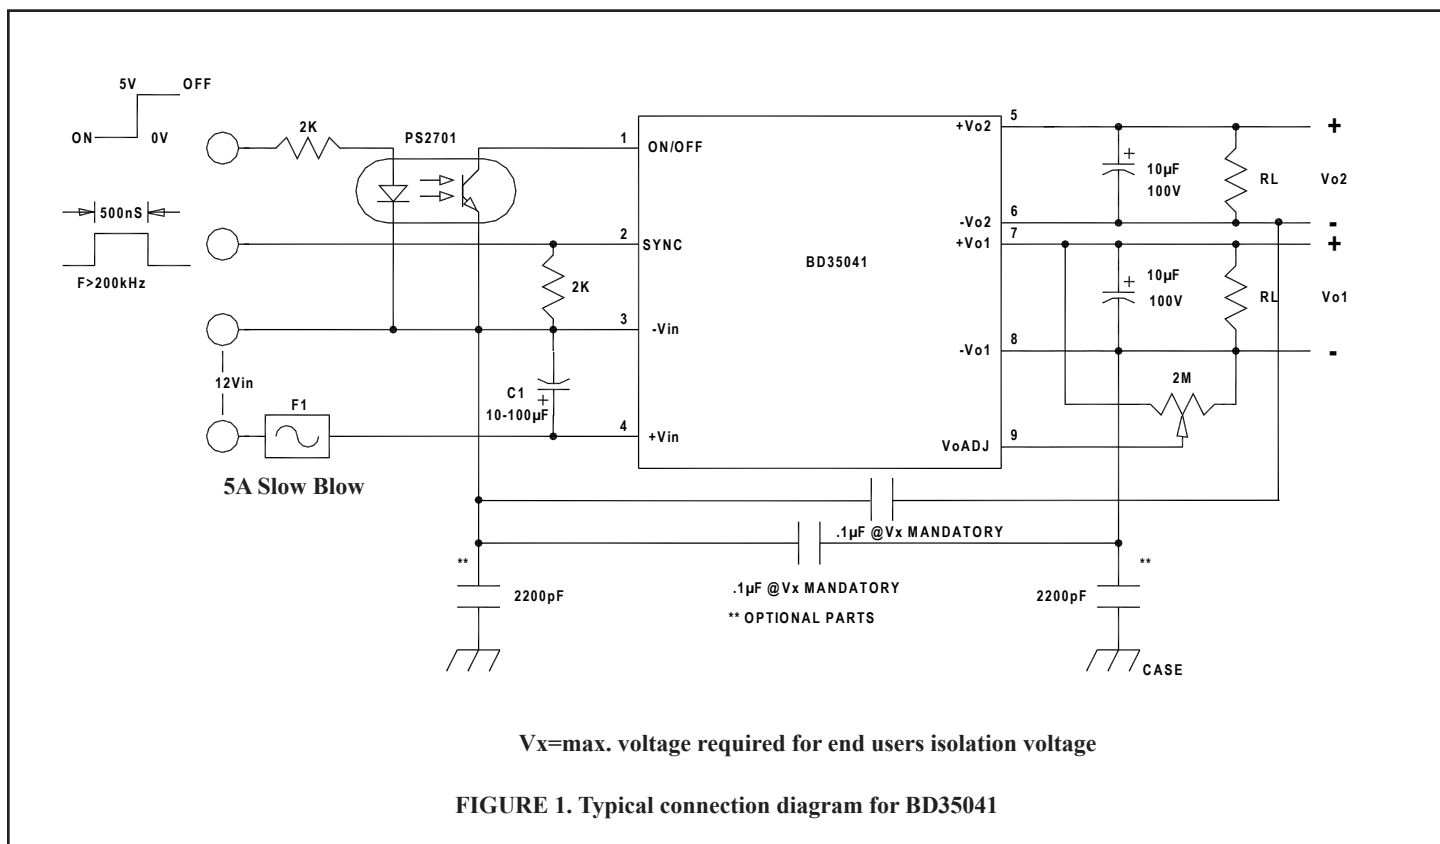 5V OFF
ON 0V
2K
PS2701
1 ON/OFF
500nS
F>200kHz
2 SYNC
2K
3 -Vin
12Vin
C1
+
10-100µF
F1
4 +Vin
5A Slow Blow
BD35041
+Vo2 5
+
10µF
100V
RL
+
Vo2
-
-Vo2 6
+Vo1 7
+
10µF
100V
RL
+
Vo1
-
-Vo1 8
2M
VoADJ 9
.1µF @Vx MANDATORY
.1µF @Vx MANDATORY
** OPTIONAL PARTS
**
2200pF
**
2200pF
CASE
Vx=max. voltage required for end users isolation voltage
FIGURE 1. Typical connection diagram for BD35041